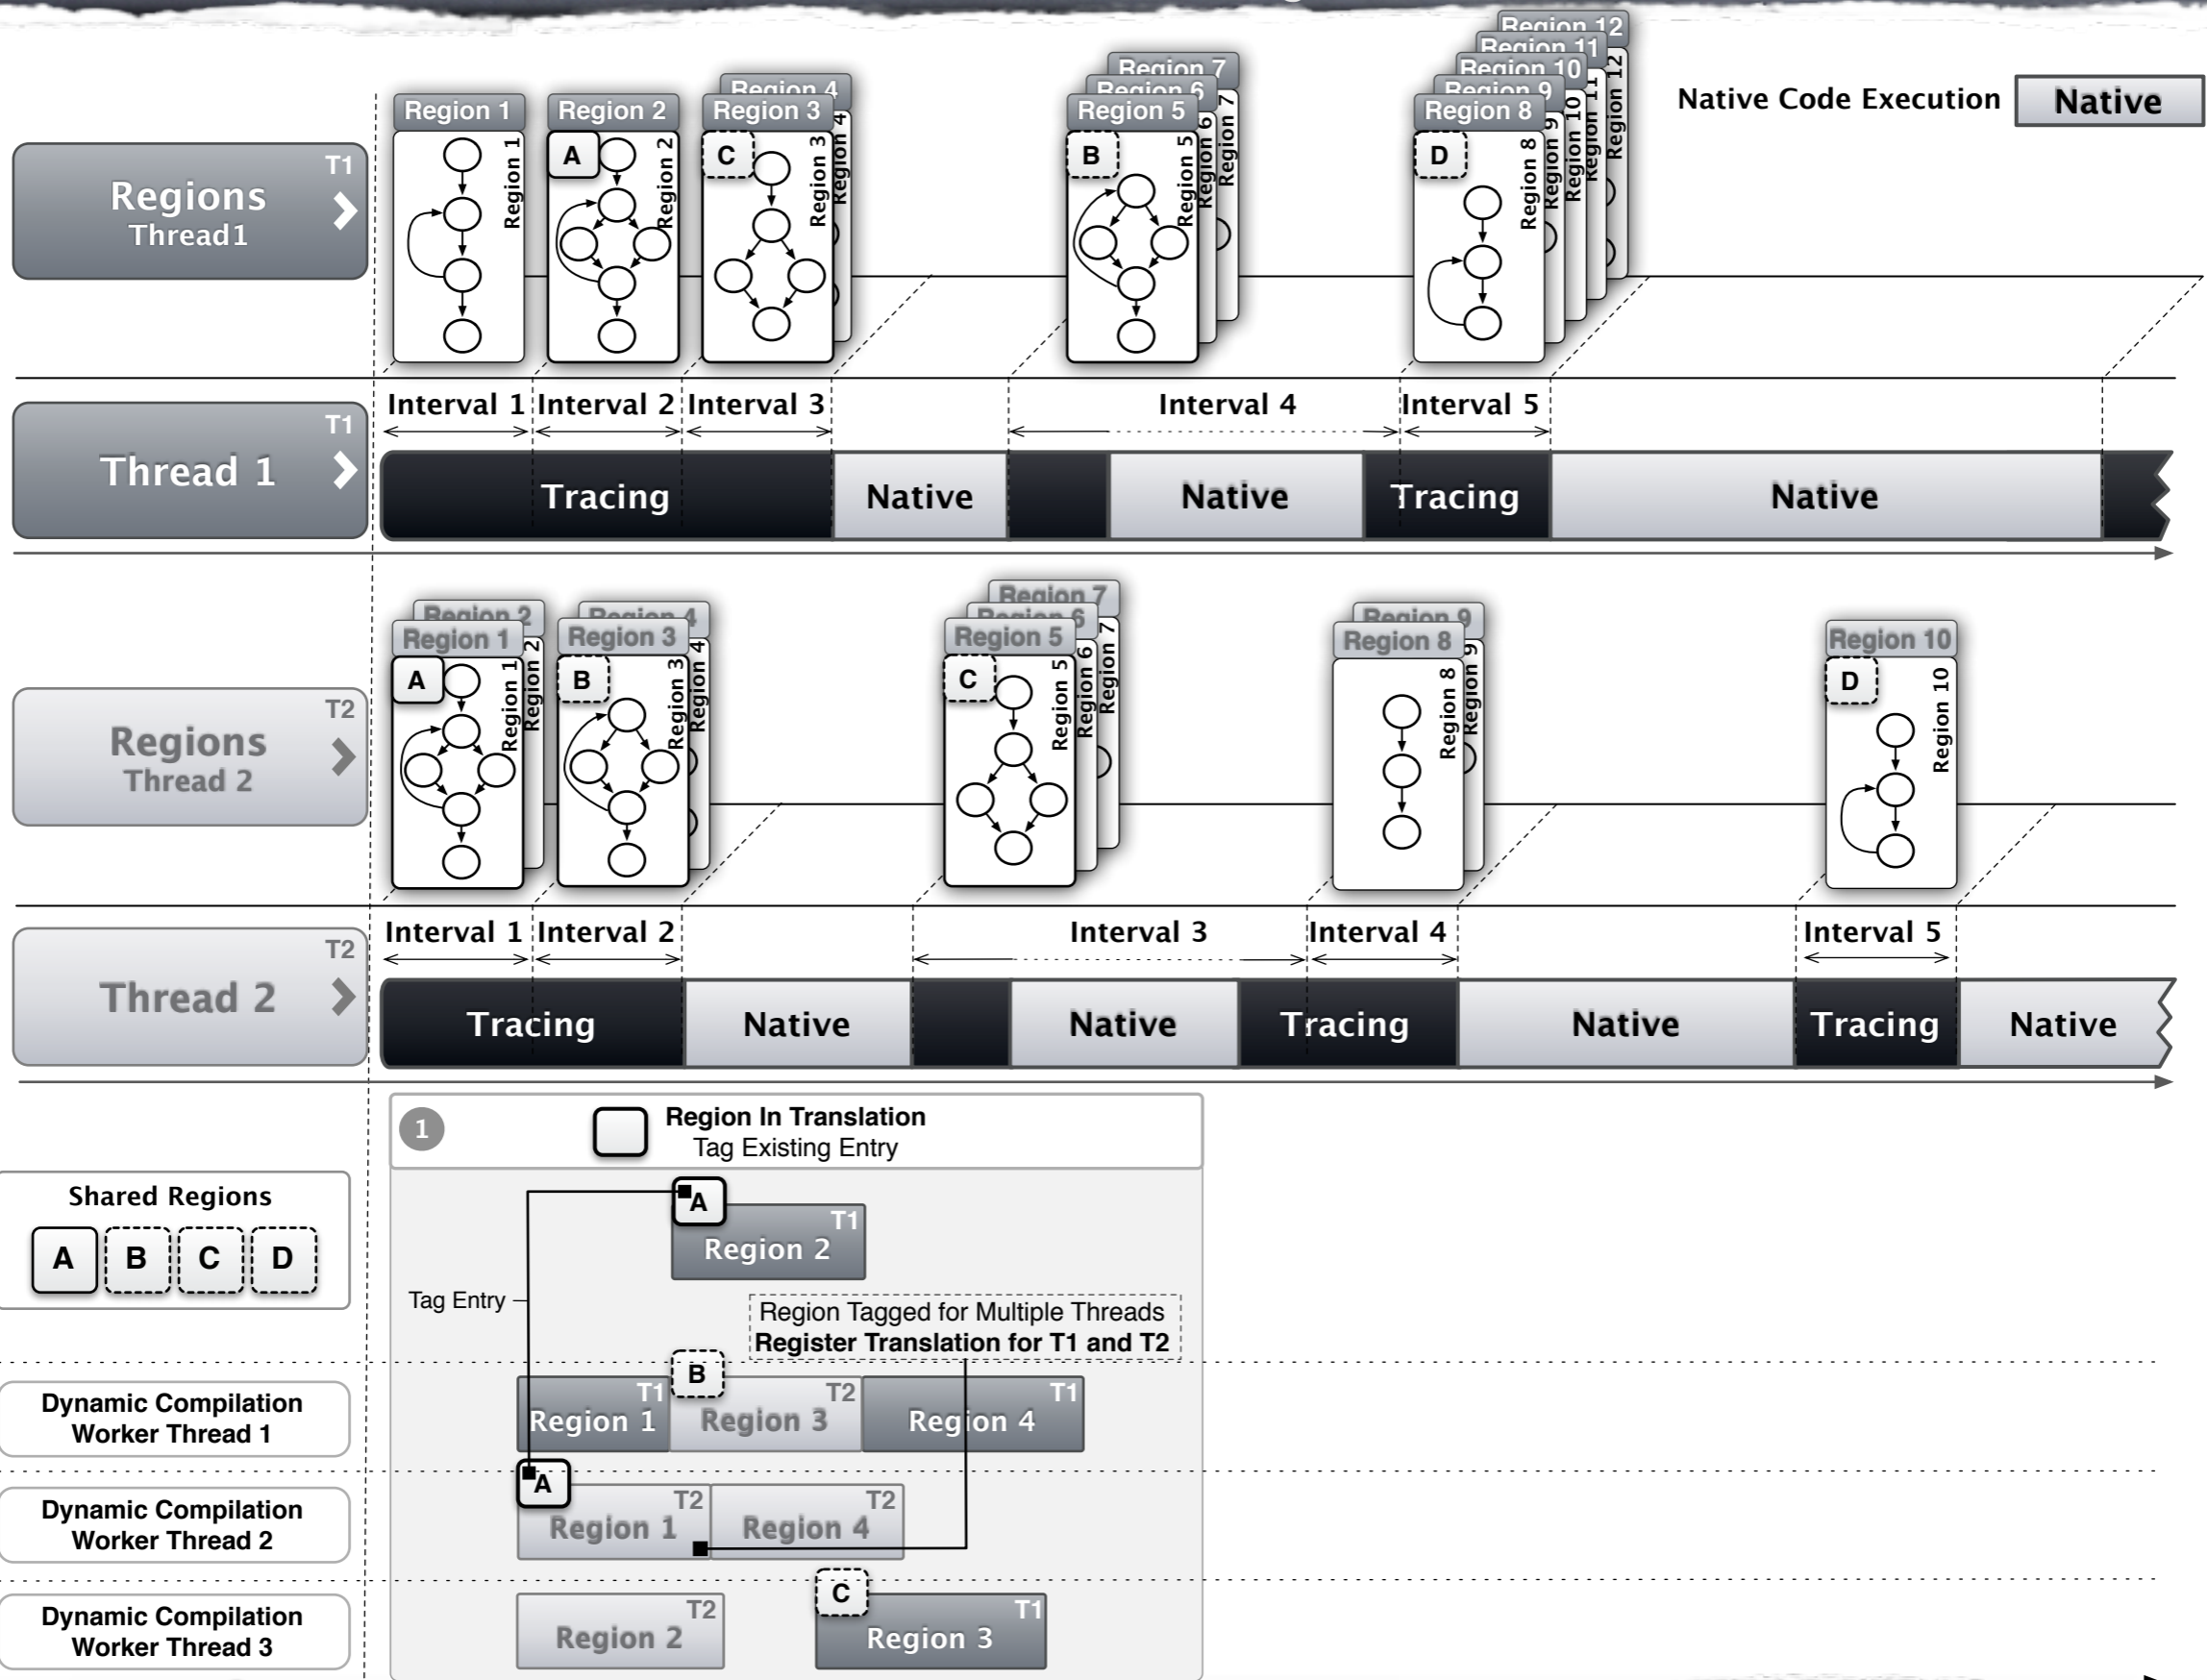 Native Code Execution
Native
Region 1
Region 2
Region 4
Region 3
Region 7
Region 6
Region 5
Region 12
Region 11
Region 10
Region 9
Region 8
Region 1
A
Region 2
C
Region 3
Region 4
B
Region 5
Region 6
Region 7
D
Region 8
Region 9
Region 10
Region 11
Region 12
T1
Regions
Thread1
Interval 1
Interval 2
Interval 3
Interval 4
Interval 5
T1
Thread 1
Tracing
Native
Native
Tracing
Native
Region 2
Region 1
Region 4
Region 3
Region 7
Region 6
Region 5
Region 9
Region 8
Region 10
A
Region 1
Region 2
B
Region 3
Region 4
C
Region 5
Region 6
Region 7
Region 8
Region 9
D
Region 10
T2
Regions
Thread 2
Interval 1
Interval 2
Interval 3
Interval 4
Interval 5
T2
Thread 2
Tracing
Native
Native
Tracing
Native
Tracing
Native
1
Region In Translation
Tag Existing Entry
Shared Regions
A B C D
A
T1
Region 2
Tag Entry
Region Tagged for Multiple Threads
Register Translation for T1 and T2
Dynamic Compilation
Worker Thread 1
T1
Region 1
B
T2
Region 3
T1
Region 4
Dynamic Compilation
Worker Thread 2
A
T2
Region 1
T2
Region 4
Dynamic Compilation
Worker Thread 3
T2
Region 2
C
T1
Region 3